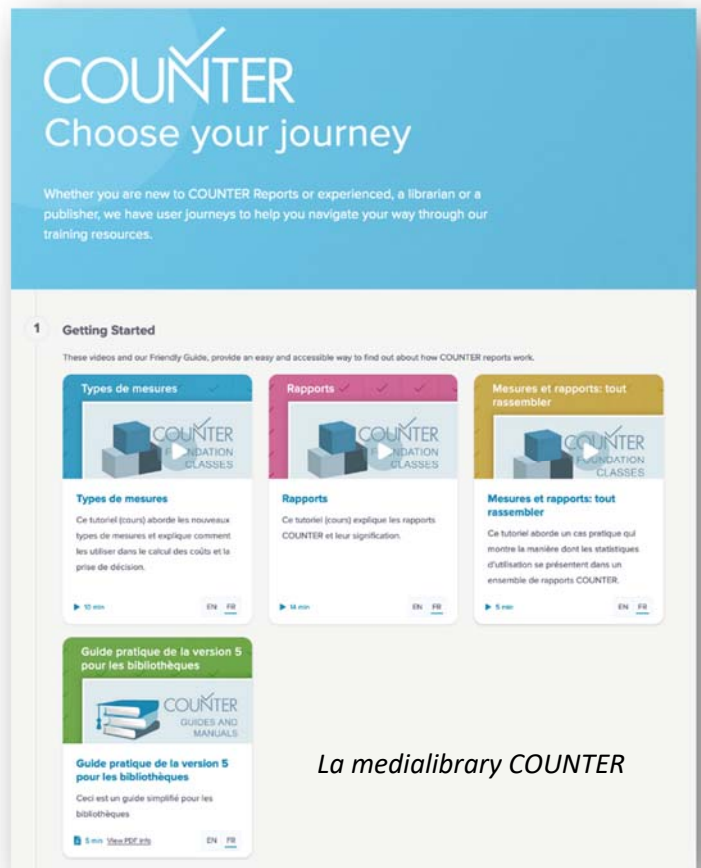 COUNTER
Choose your journey
Whether you are new to COUNTER Reports or experienced, a librarian or a
publisher, we have user journeys to help you navigate your way through our
training resources.
1
Getting Started
These videos and our Friendly Guide, provide an easy and accessible way to find out about how COUNTER reports work.
Types de mesures
COUNTER
FOUNDATION
CLASSES
Types de mesures
Ce tutoriel (cours) aborde les nouveaux
types de mesures et explique comment
les utiliser dans le calcul des coûts et la
prise de décision.
10 min
EN FR
Rapports
COUNTER
FOUNDATION
CLASSES
Rapports
Ce tutoriel (cours) explique les rapports
COUNTER et leur signification.
14 min
EN FR
Mesures et rapports: tout
rassembler
COUNTER
FOUNDATION
CLASSES
Mesures et rapports: tout
rassembler
Ce tutoriel aborde un cas pratique qui
montre la manière dont les statistiques
d'utilisation se présentent dans un
ensemble de rapports COUNTER.
5 min
EN FR
Guide pratique de la version 5
pour les bibliothèques
COUNTER
GUIDES AND
MANUALS
Guide pratique de la version 5
pour les bibliothèques
Ceci est un guide simplifié pour les
bibliothèques
5 min View PDF info
EN FR
La medialibrary COUNTER